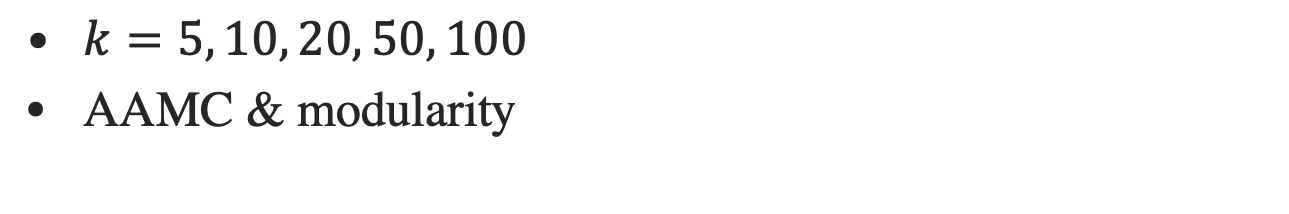 • k = 5, 10, 20, 50, 100
• AAMC & modularity